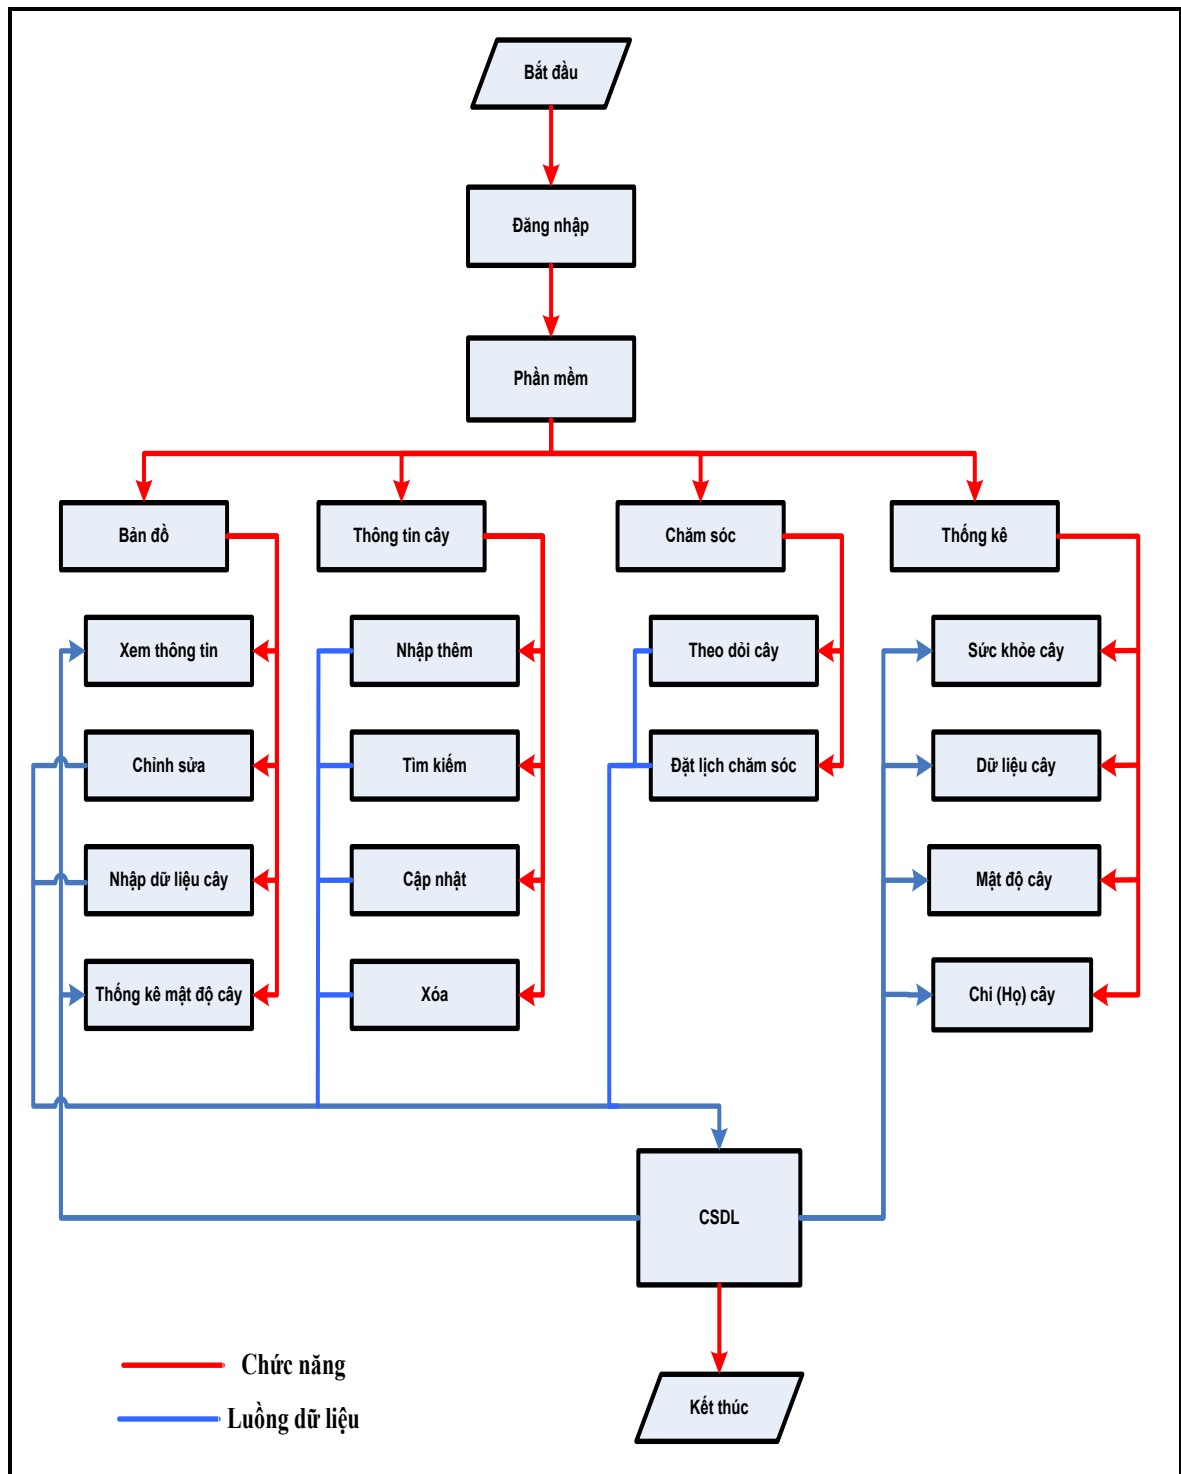 Bắt đầu
Đăng nhập
Phần mềm
Bản đồ
Thông tin cây
Chăm sóc
Thống kê
Xem thông tin
Nhập thêm
Theo dỏi cây
Sức khỏe cây
Chỉnh sửa
Tìm kiếm
Đặt lịch chăm sóc
Dữ liệu cây
Nhập dữ liệu cây
Cập nhật
Mật độ cây
Thống kê mật độ cây
Xóa
Chi (Họ) cây
CSDL
Chức năng
Luồng dữ liệu
Kết thúc